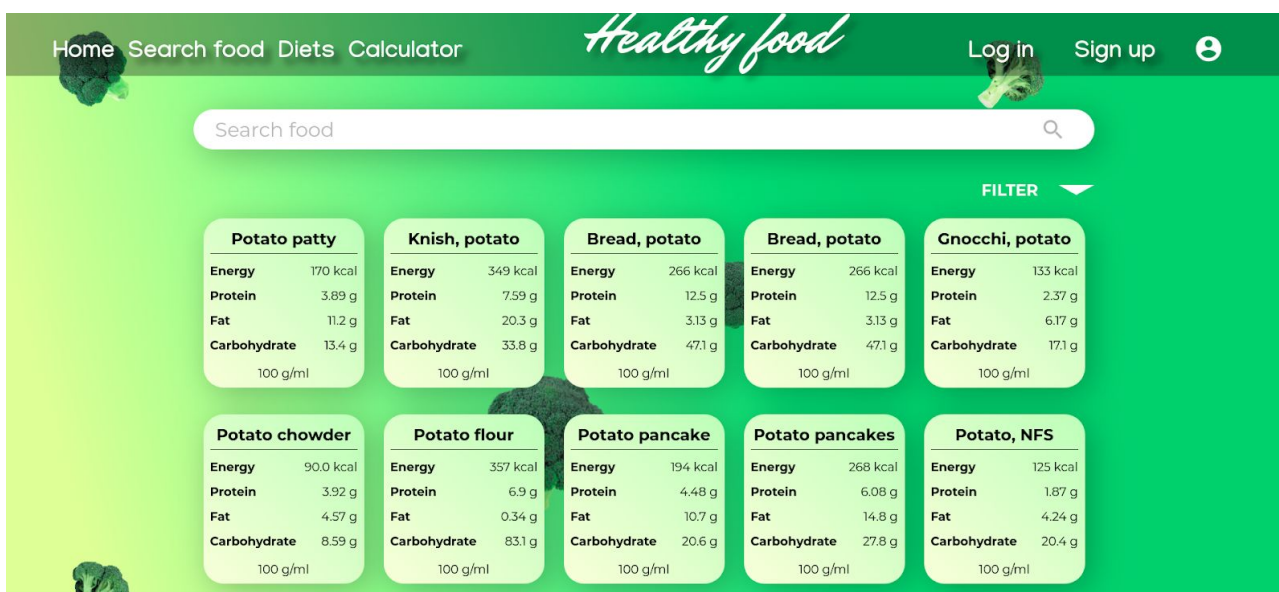 Home Search food Diets Calculator Healthy food Log in Sign up
Search food
FILTER
Potato patty Knish, potato Bread, potato Bread, potato Gnocchi, potato
Energy 170 kcal Energy 349 kcal Energy 266 kcal Energy 266 kcal Energy 133 kcal
Protein 3.89 g Protein 7.59 g Protein 12.5 g Protein 12.5 g Protein 2.37 g
Fat 11.2 g Fat 20.3 g Fat 3.13 g Fat 3.13 g Fat 6.17 g
Carbohydrate 13.4 g Carbohydrate 33.8 g Carbohydrate 47.1 g Carbohydrate 47.1 g Carbohydrate 17.1 g
100 g/ml 100 g/ml 100 g/ml 100 g/ml 100 g/ml
Potato chowder Potato flour Potato pancake Potato pancakes Potato, NFS
Energy 90.0 kcal Energy 357 kcal Energy 194 kcal Energy 268 kcal Energy 125 kcal
Protein 3.92 g Protein 6.9 g Protein 4.48 g Protein 6.08 g Protein 1.87 g
Fat 4.57 g Fat 0.34 g Fat 10.7 g Fat 14.8 g Fat 4.24 g
Carbohydrate 8.59 g Carbohydrate 83.1 g Carbohydrate 20.6 g Carbohydrate 27.8 g Carbohydrate 20.4 g
100 g/ml 100 g/ml 100 g/ml 100 g/ml 100 g/ml